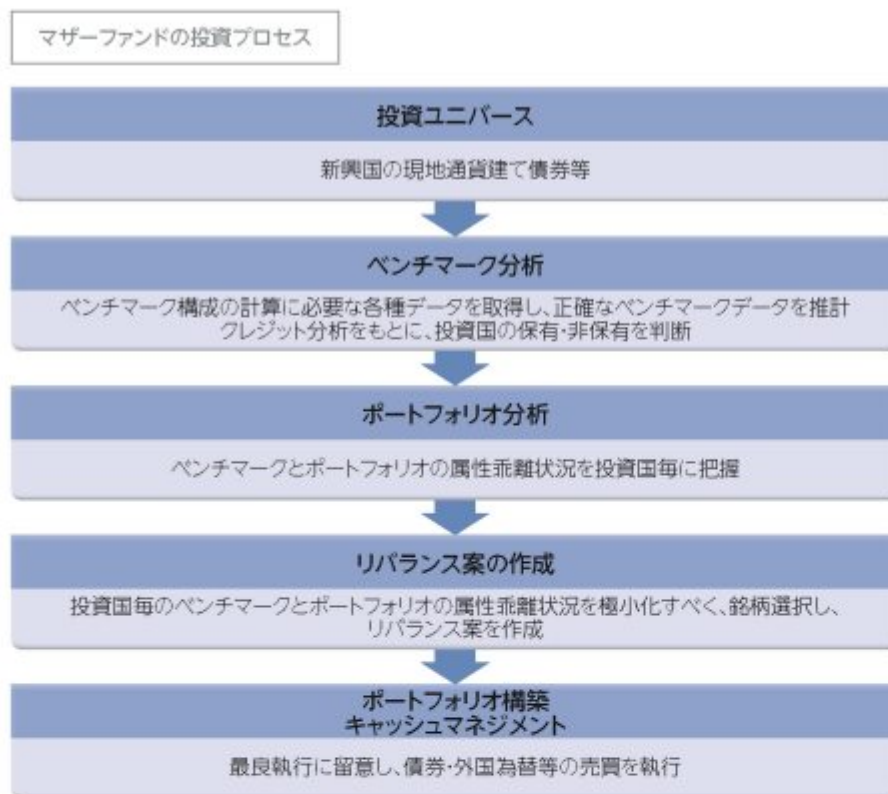 マザーファンドの投資プロセス
投資ユニバース
新興国の現地通貨建て債券等
ベンチマーク分析
ベンチマーク構成の計算に必要な各種データを取得し、正確なベンチマークデータを推計
クレジット分析をもとに、投資国の保有・非保有を判断
ポートフォリオ分析
ベンチマークとポートフォリオの属性乖離状況を投資国毎に把握
リバランス案の作成
投資国毎のベンチマークとポートフォリオの属性乖離状況を極小化すべく、銘柄選択し、
リバランス案を作成
ポートフォリオ構築
キャッシュマネジメント
最良執行に留意し、債券・外国為替等の売買を執行